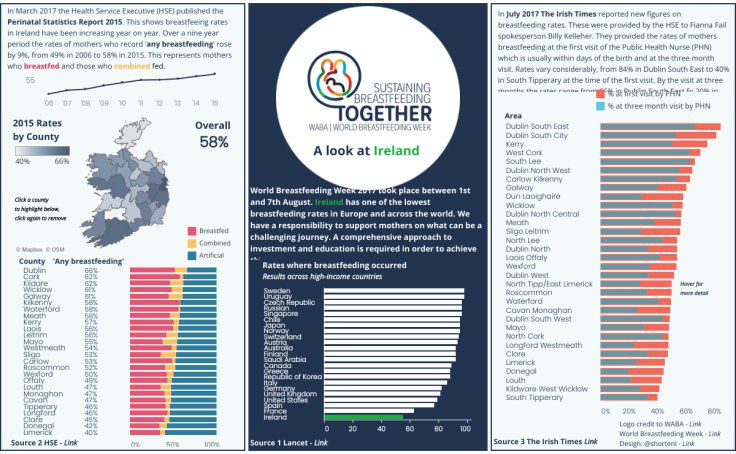 In March 2017 the Health Service Executive (HSE) published the
Perinatal Statistics Report 2015. This shows breastfeeing rates
in Ireland have been increasing year on year. Over a nine year
period the rates of mothers who record 'any breastfeeding' rose
by 9%, from 49% in 2006 to 58% in 2015. This represents mothers
who breastfed and those who combined fed.
55
06 07 08 09 10 11 12 13 14 15
2015 Rates
by County
40% 66%
Overall
58%
Click a county
to highlight below,
click again to remove
© Mapbox © OSM
Breastfed
Combined
Artificial
County 'Any breastfeeding'
Dublin 66%
Cork 62%
Kildare 62%
Wicklow 61%
Galway 61%
Kilkenny 58%
Waterford 58%
Meath 58%
Kerry 57%
Laois 56%
Leitrim 55%
Mayo 55%
Westmeath 54%
Sligo 53%
Carlow 53%
Roscommon 52%
Wexford 50%
Offaly 49%
Louth 47%
Monaghan 47%
Cavan 47%
Tipperary 46%
Longford 46%
Clare 45%
Donegal 42%
Limerick 40%
0% 50% 100%
Source 2 HSE - Link
SUSTAINING
BREASTFEEDING
TOGETHER
WABA | WORLD BREASTFEEDING WEEK
A look at Ireland
World Breastfeeding Week 2017 took place between 1st
and 7th August. Ireland has one of the lowest
breastfeeding rates in Europe and across the world. We
have a responsibility to support mothers on what can be a
challenging journey. A comprehensive approach to
investment and education is required in order to achieve
Rates where breastfeeding occurred
Results across high-income countries
Sweden
Uruguay
Czech Republic
Russian
Singapore
Chile
Japan
Norway
Switzerland
Austria
Australia
Finland
Saudi Arabia
Canada
Greece
Republic of Korea
Italy
Germany
United Kingdom
United States
Spain
France
Ireland
0 20 40 60 80 100
Source 1 Lancet - Link
In July 2017 The Irish Times reported new figures on
breastfeeding rates. These were provided by the HSE to Fianna Fail
spokesperson Billy Kelleher. They provided the rates of mothers
breastfeeding at the first visit of the Public Health Nurse (PHN)
which is usually within days of the birth and at the three month
visit. Rates vary considerably, from 84% in Dublin South East to 40%
in South Tipperary at the time of the first visit. By the visit at three
months the rates range from 66% in Dublin South East to 20% in
% at first visit by PHN
% at three month visit by PHN
Area
Dublin South East
Dublin South City
Kerry
West Cork
South Lee
Dublin North West
Carlow Kilkenny
Galway
Dun Laoighaire
Wicklow
Dublin North Central
Meath
Sligo Leitrim
North Lee
Dublin North
Laois Offaly
Wexford
Dublin West
North Tipp/East Limerick
Roscommon
Waterford
Cavan Monaghan
Dublin South West
Mayo
North Cork
Longford Westmeath
Clare
Limerick
Donegal
Louth
Kildware West Wicklow
South Tipperary
Hover for
more detail
0% 20% 40% 60% 80%
Logo credit to WABA - Link
World Breastfeeding Week - Link
Source 3 The Irish Times Link
Design: @shortenl - Link